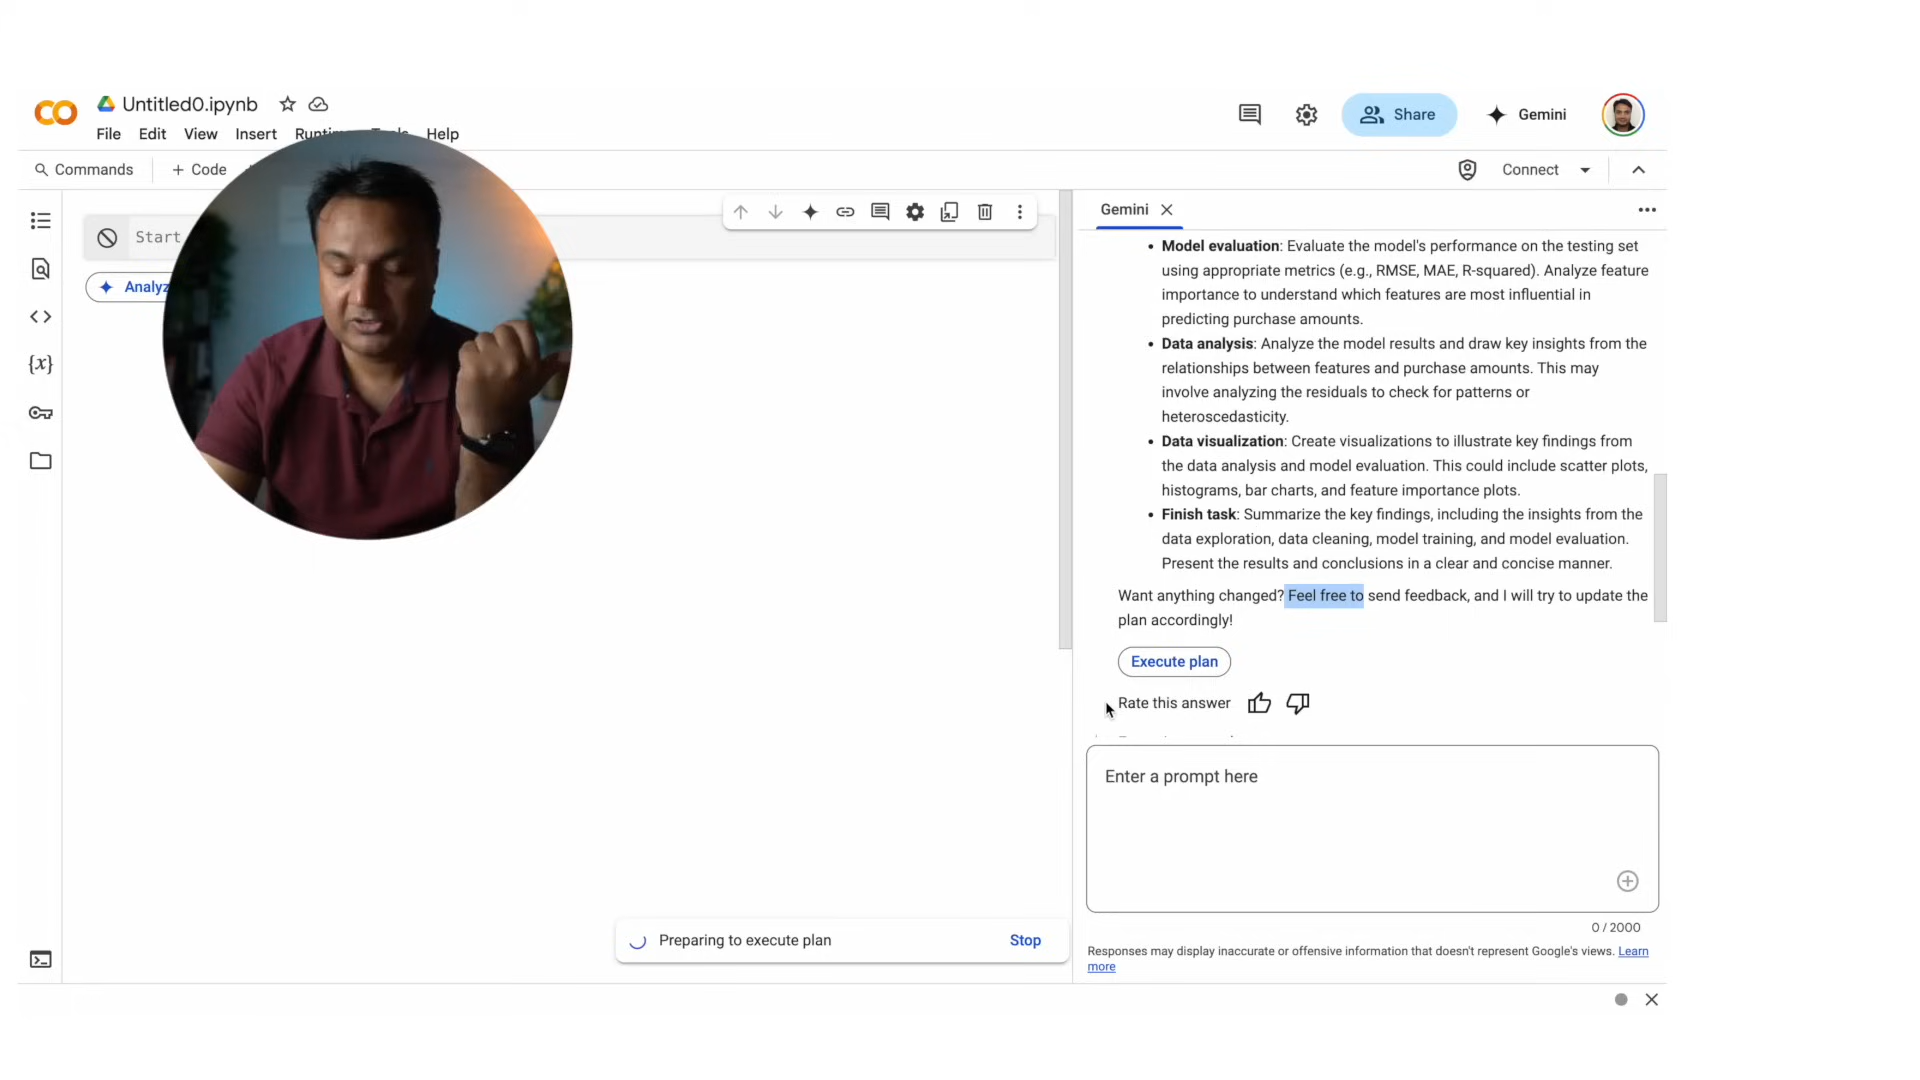 Untitled0.ipynb
File Edit View Insert Help
Share
Gemini
Commands
+ Code
Connect
Start
Gemini
• Model evaluation: Evaluate the model's performance on the testing set
using appropriate metrics (e.g., RMSE, MAE, R-squared). Analyze feature
importance to understand which features are most influential in
predicting purchase amounts.
• Data analysis: Analyze the model results and draw key insights from the
relationships between features and purchase amounts. This may
involve analyzing the residuals to check for patterns or
heteroscedasticity.
• Data visualization: Create visualizations to illustrate key findings from
the data analysis and model evaluation. This could include scatter plots,
histograms, bar charts, and feature importance plots.
• Finish task: Summarize the key findings, including the insights from the
data exploration, data cleaning, model training, and model evaluation.
Present the results and conclusions in a clear and concise manner.
Want anything changed? Feel free to send feedback, and I will try to update the
plan accordingly!
Execute plan
Rate this answer
Enter a prompt here
0 / 2000
Responses may display inaccurate or offensive information that doesn't represent Google's views. Learn
more
Preparing to execute plan
Stop